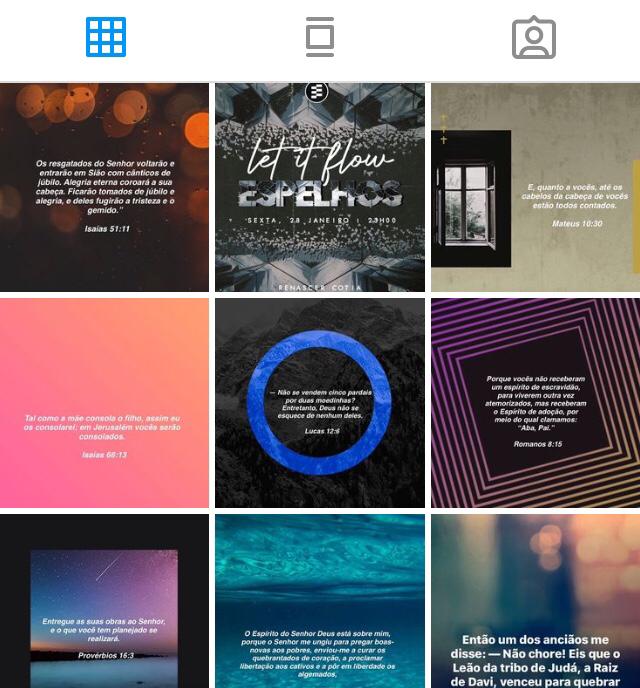 Os resgatados do Senhor voltarão e
entrarão em Sião com cânticos de
júbilo. Alegria eterna coroará a sua
cabeça. Ficarão tomados de júbilo e
alegria, e deles fugirão a tristeza e o
gemido.”
Isaías 51:11
let it flow
ESPELHOS
SEXTA, 28 JANEIRO | 23H00
RENASCER COTIA
E, quanto a vocês, até os
cabelos da cabeça de vocês
estão todos contados.
Mateus 10:30
Tal como a mãe consola o filho, assim eu
os consolarei; em Jerusalém vocês serão
consolados.
Isaías 66:13
— Não se vendem cinco pardais
por duas moedinhas?
Entretanto, Deus não se
esquece de nenhum deles.
Lucas 12:6
Porque vocês não receberam
um espírito de escravidão,
para viverem outra vez
atemorizados, mas receberam
o Espírito de adoção, por
meio do qual clamamos:
“Aba, Pai.”
Romanos 8:15
Entregue as suas obras ao Senhor,
e o que você tem planejado se
realizará.
Provérbios 16:3
O Espírito do Senhor Deus está sobre mim,
porque o Senhor me ungiu para pregar boas-
novas aos pobres, enviou-me a curar os
quebrantados de coração, a proclamar
libertação aos cativos e a pôr em liberdade os
algemados,
Então um dos anciãos me
disse: — Não chore! Eis que o
Leão da tribo de Judá, a Raiz
de Davi, venceu para quebrar